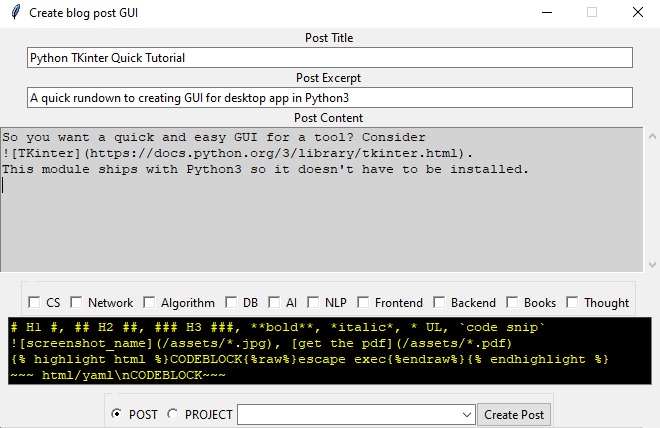 Create blog post GUI
Post Title
Python TKinter Quick Tutorial
Post Excerpt
A quick rundown to creating GUI for desktop app in Python3
Post Content
So you want a quick and easy GUI for a tool? Consider
![TKinter](https://docs.python.org/3/library/tkinter.html).
This module ships with Python3 so it doesn't have to be installed.
CS Network Algorithm DB AI NLP Frontend Backend Books Thought
# H1 #, ## H2 ##, ### H3 ###, **bold**, *italic*, * UL, `code snip`
![screenshot_name](/assets/*.jpg), [get the pdf](/assets/*.pdf)
{% highlight html %}CODEBLOCK{%raw%}escape exec{%endraw%}{% endhighlight %}
~~~ html/yaml\nCODEBLOCK~~~
POST PROJECT Create Post